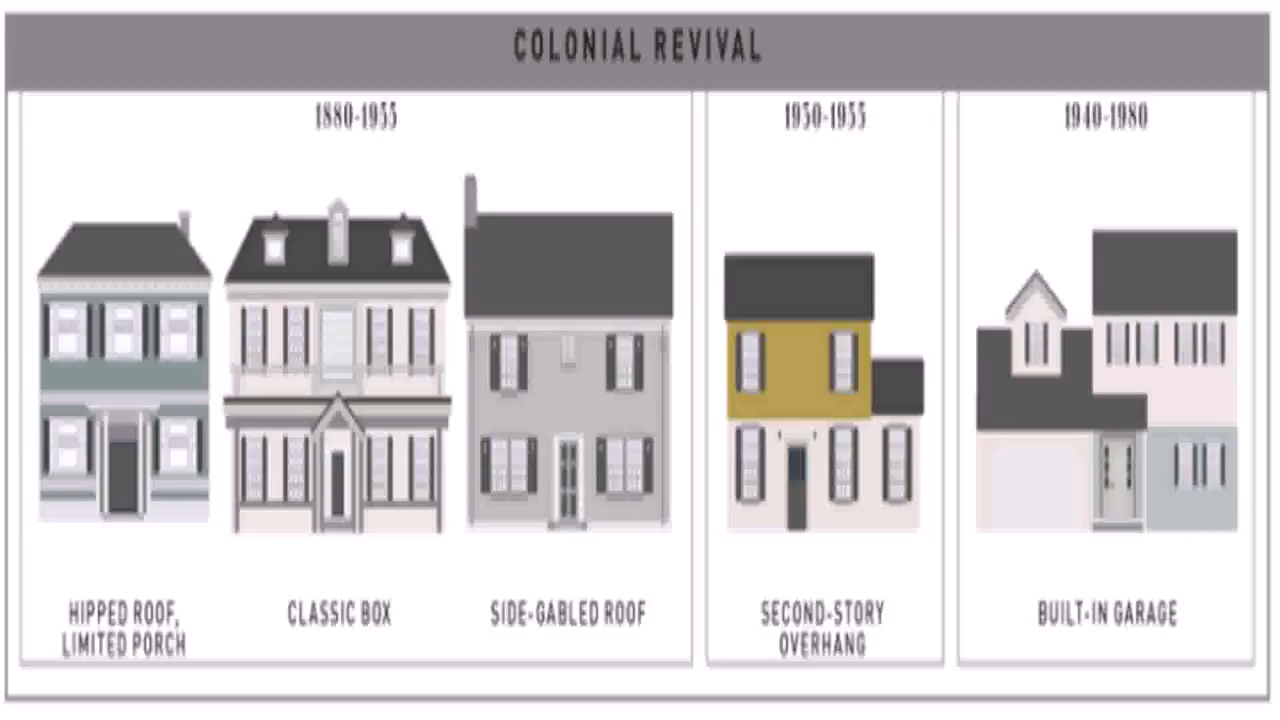 COLONIAL REVIVAL
1880-1955
1930-1955
1940-1980
HIPPED ROOF,
LIMITED PORCH
CLASSIC BOX
SIDE-GABLED ROOF
SECOND-STORY
OVERHANG
BUILT-IN GARAGE